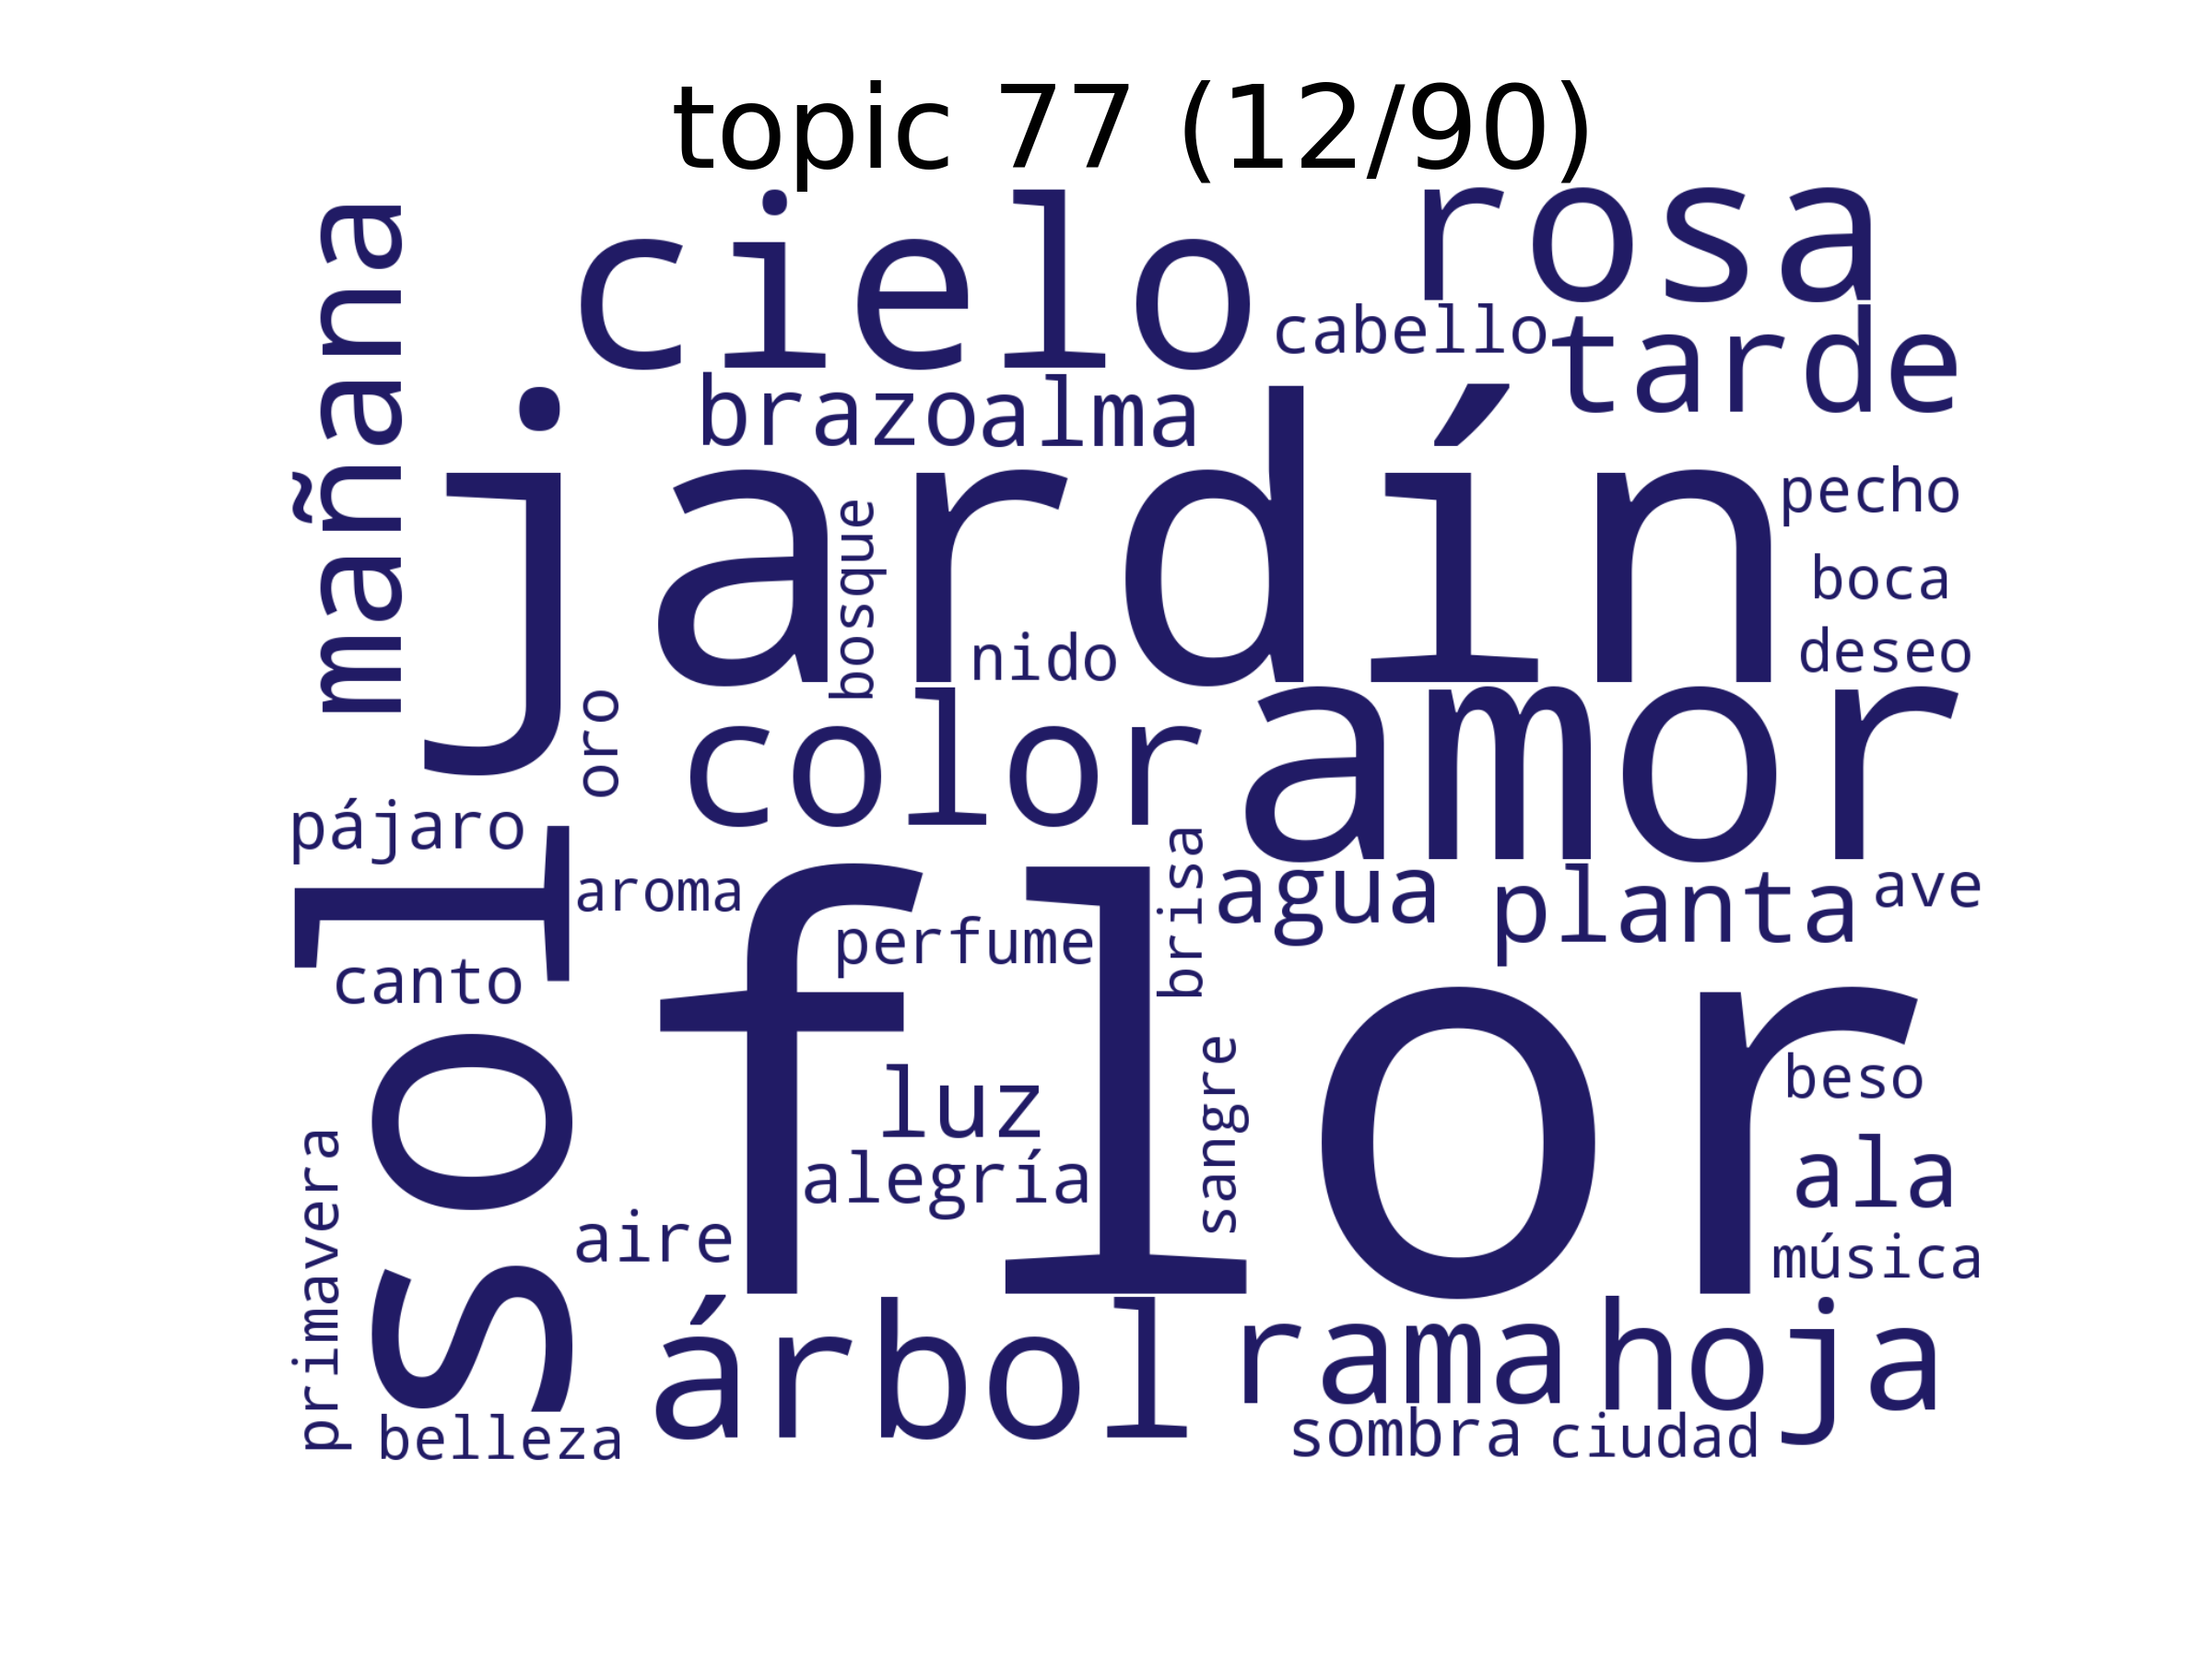 topic 77 (12/90)
mañana
cielo
rosa
cabello
tarde
brazo
alma
jardín
pecho
bosque
boca
nido
deseo
oro
color
amor
pájaro
aroma
brisa
agua
planta
ave
perfume
canto
sol
flor
luz
sangre
beso
alegría
ala
primavera
aire
música
árbol
rama
hoja
belleza
sombra
ciudad